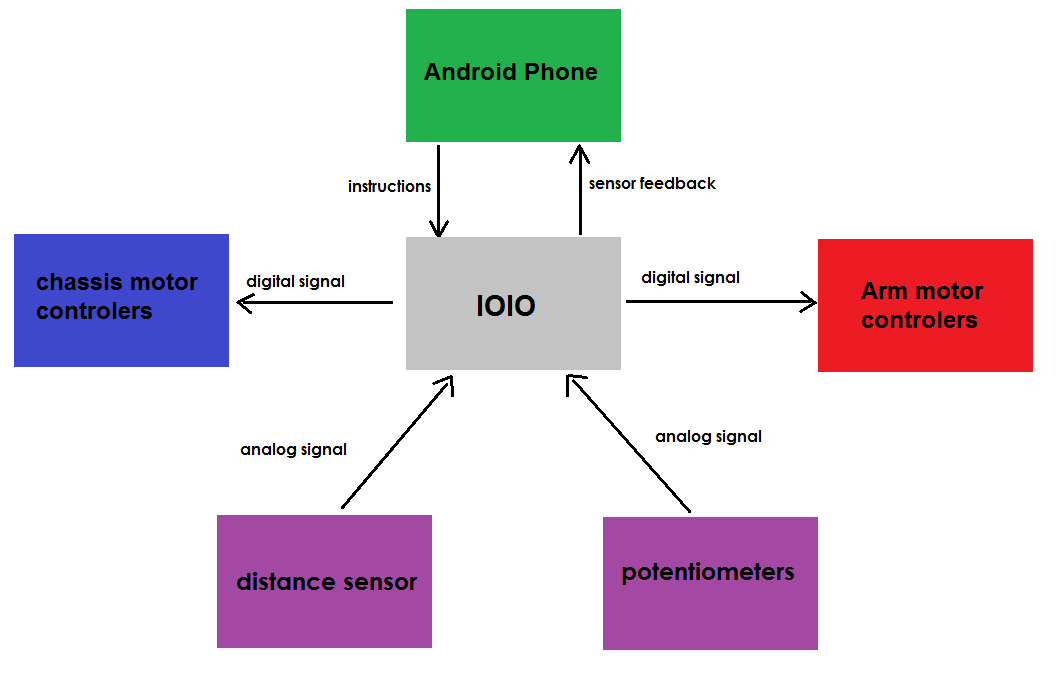 Android Phone
instructions
sensor feedback
chassis motor
controlers
digital signal
IOIO
digital signal
Arm motor
controlers
analog signal
analog signal
distance sensor
potentiometers